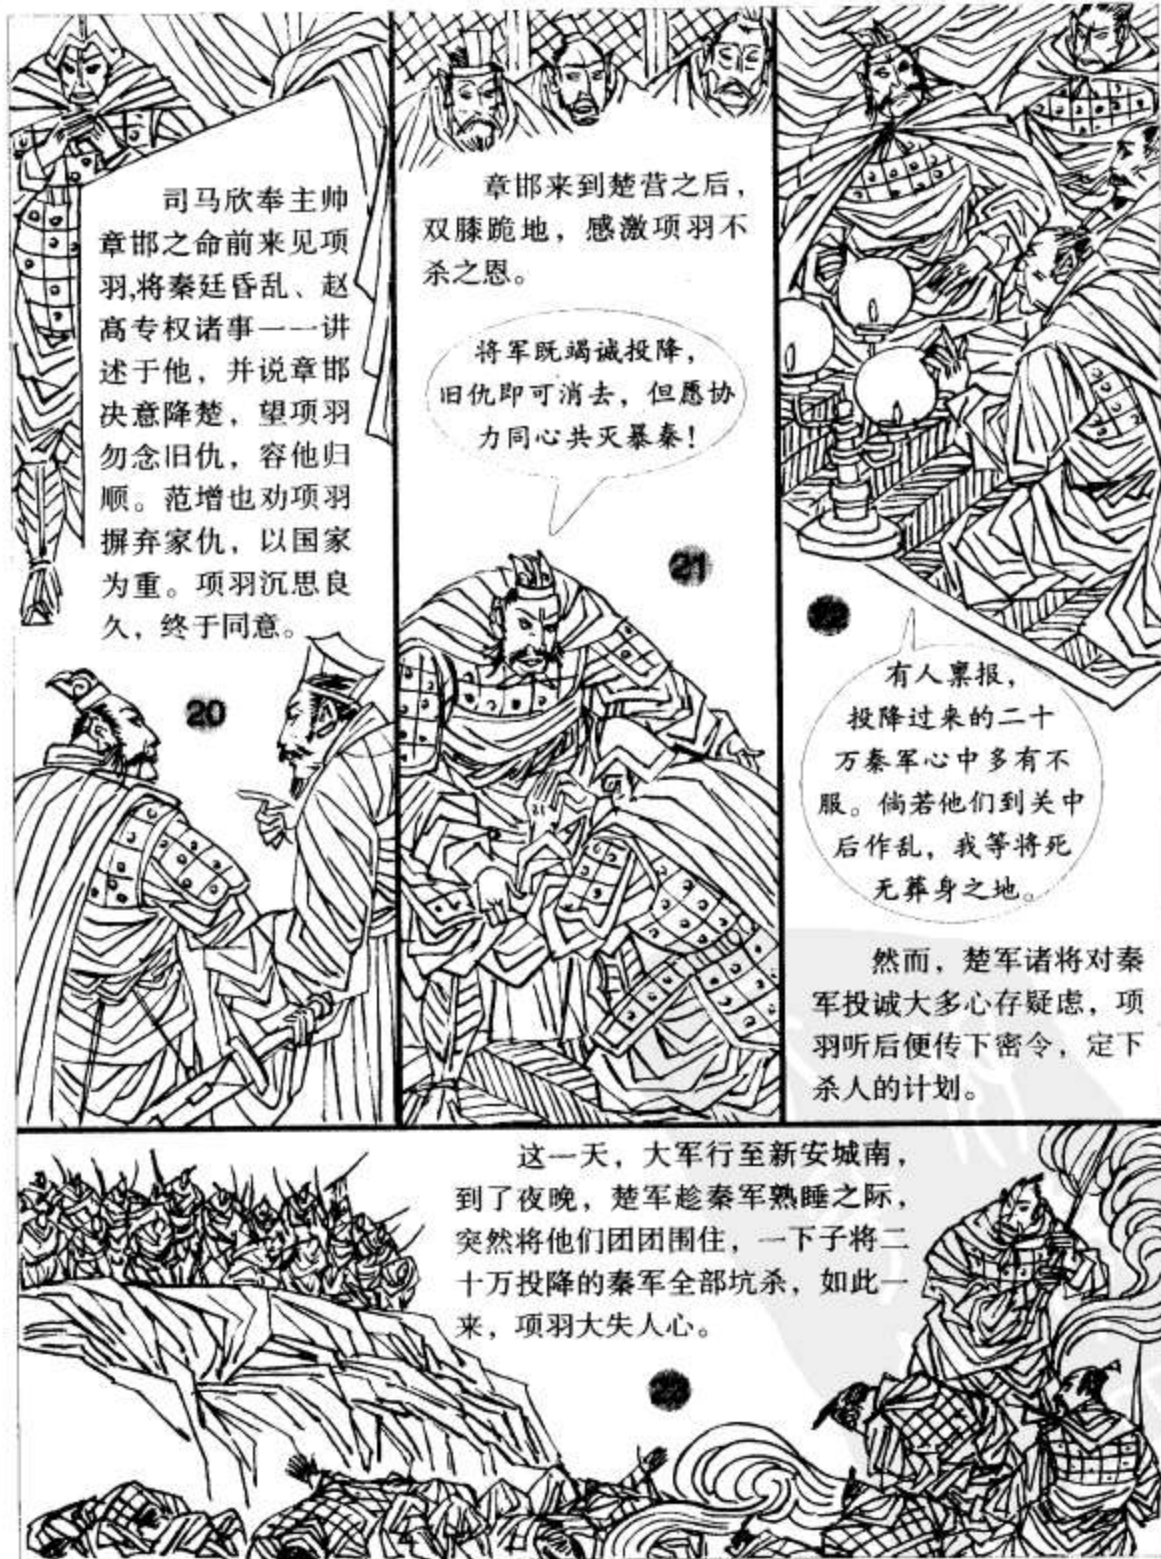 司马欣奉主帅
章邯之命前来见项
羽,将秦廷昏乱、赵
高专权诸事一一讲
述于他，并说章邯
决意降楚，望项羽
勿念旧仇，容他归
顺。范增也劝项羽
摒弃家仇，以国家
为重。项羽沉思良
久，终于同意。
20
章邯来到楚营之后，
双膝跪地，感激项羽不
杀之恩。
将军既竭诚投降，
旧仇即可消去，但愿协
力同心共灭暴秦！
21
有人禀报，
投降过来的二十
万秦军心中多有不
服。倘若他们到关中
后作乱，我等将死
无葬身之地。
然而，楚军诸将对秦
军投诚大多心存疑虑，项
羽听后便传下密令，定下
杀人的计划。
这一天，大军行至新安城南，
到了夜晚，楚军趁秦军熟睡之际，
突然将他们团团围住，一下子将二
十万投降的秦军全部坑杀，如此一
来，项羽大失人心。